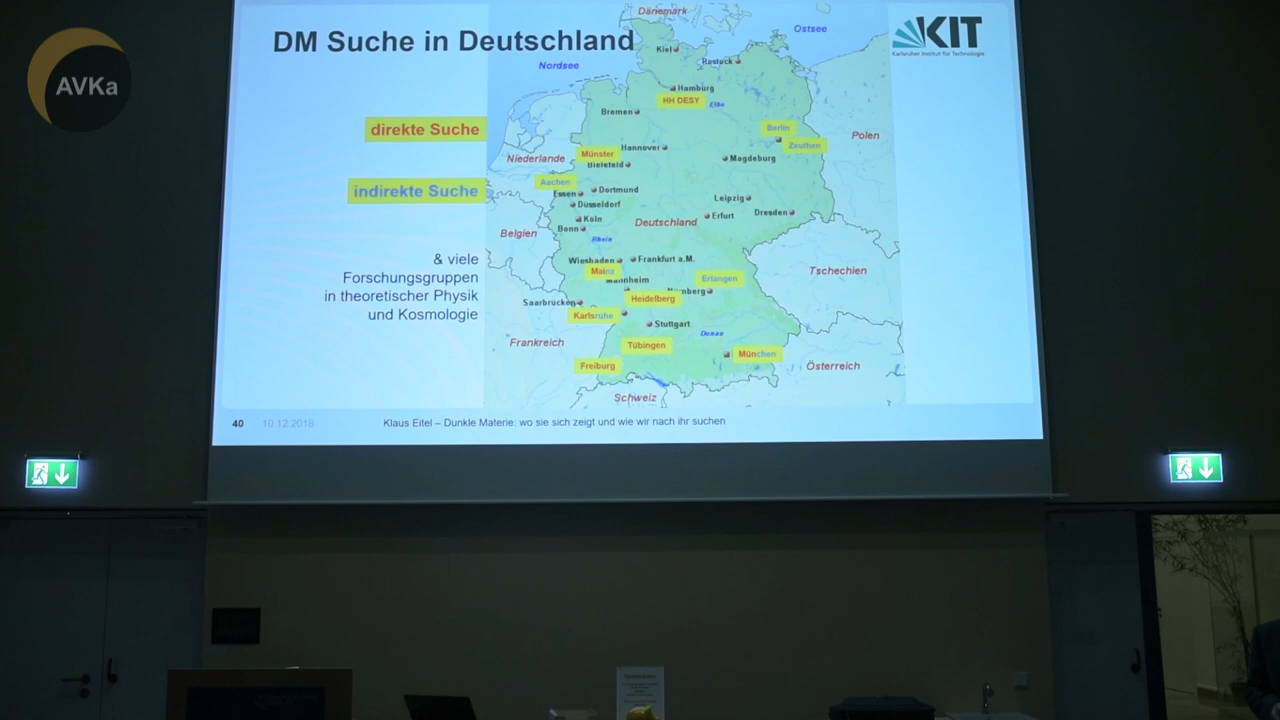 AVKa
DM Suche in Deutschland
KIT
Karlsruher Institut für Technologie
direkte Suche
indirekte Suche
& viele
Forschungsgruppen
in theoretischer Physik
und Kosmologie
Dänemark
Ostsee
Nordsee
Kiel
Rostock
Hamburg
HH DESY
Elbe
Bremen
Berlin
Zeuthen
Polen
Hannover
Münster
Niederlande
Bielefeld
Magdeburg
Aachen
Essen
Dortmund
Düsseldorf
Leipzig
Dresden
Köln
Erfurt
Deutschland
Bonn
Belgien
Rhein
Wiesbaden
Frankfurt a.M.
Mainz
Tschechien
Erlangen
Mannheim
Nürnberg
Heidelberg
Saarbrücken
Karlsruhe
Stuttgart
Donau
Frankreich
Tübingen
München
Freiburg
Österreich
Schweiz
40
10.12.2018
Klaus Eitel – Dunkle Materie: wo sie sich zeigt und wie wir nach ihr suchen